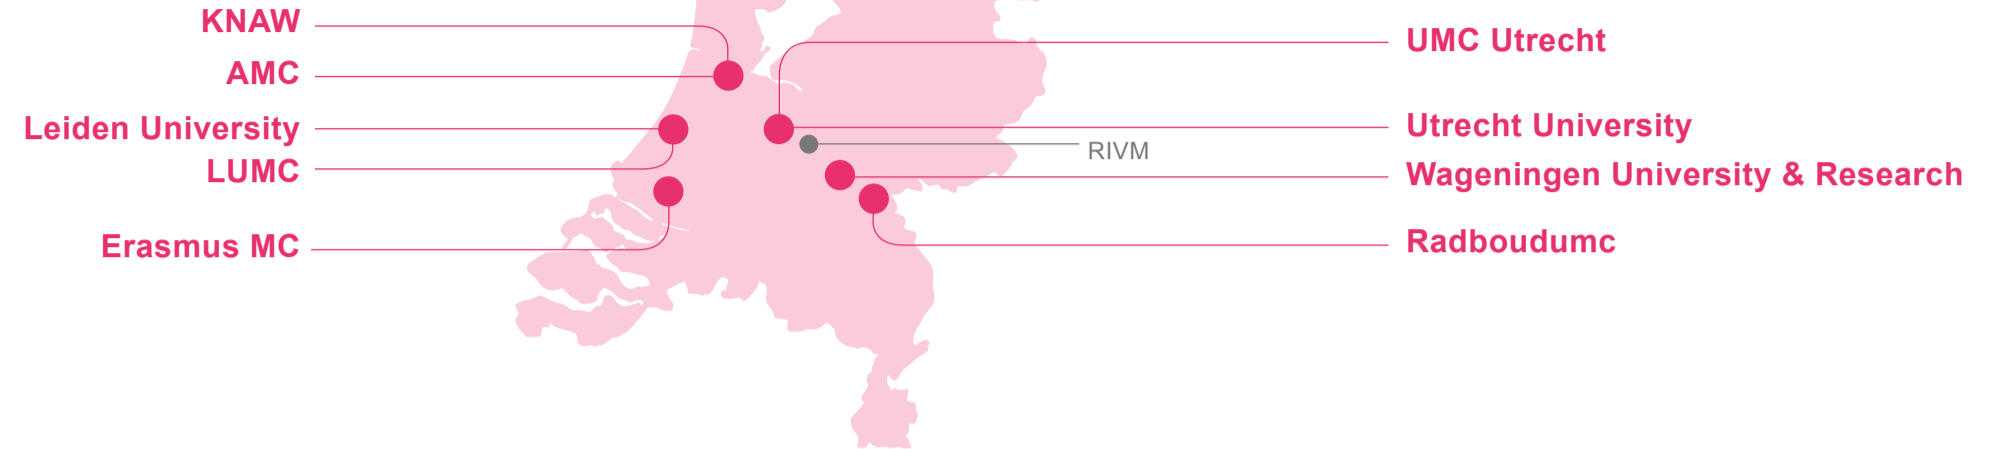 KNAW
AMC
Leiden University
LUMC
Erasmus MC
UMC Utrecht
Utrecht University
RIVM
Wageningen University & Research
Radboudumc